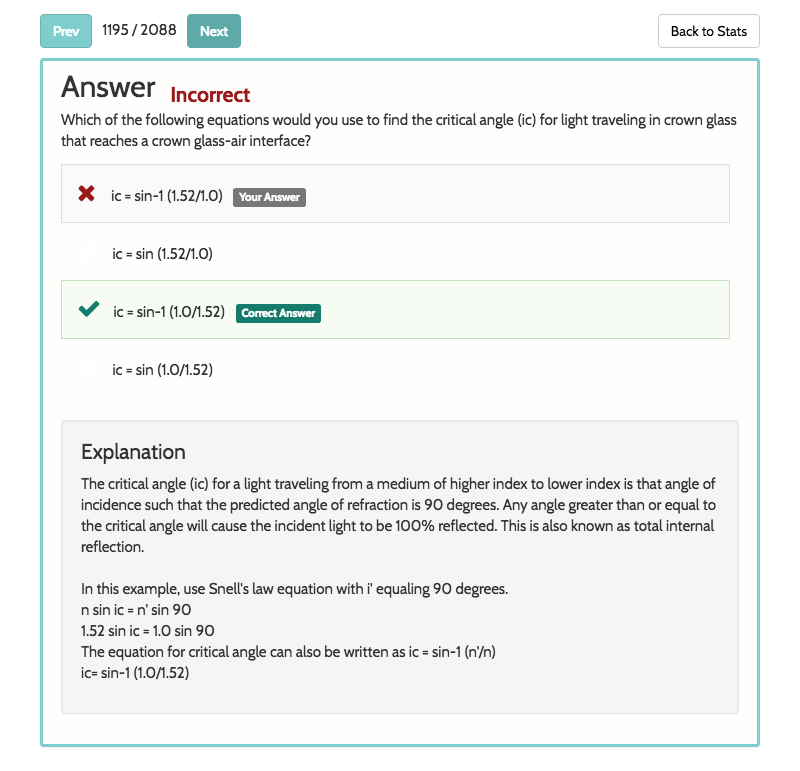 Prev 1195 / 2088 Next Back to Stats
Answer Incorrect
Which of the following equations would you use to find the critical angle (ic) for light traveling in crown glass
that reaches a crown glass-air interface?
ic = sin-1 (1.52/1.0) Your Answer
ic = sin (1.52/1.0)
ic = sin-1 (1.0/1.52) Correct Answer
ic = sin (1.0/1.52)
Explanation
The critical angle (ic) for a light traveling from a medium of higher index to lower index is that angle of
incidence such that the predicted angle of refraction is 90 degrees. Any angle greater than or equal to
the critical angle will cause the incident light to be 100% reflected. This is also known as total internal
reflection.
In this example, use Snell's law equation with i' equaling 90 degrees.
n sin ic = n' sin 90
1.52 sin ic = 1.0 sin 90
The equation for critical angle can also be written as ic = sin-1 (n'/n)
ic= sin-1 (1.0/1.52)